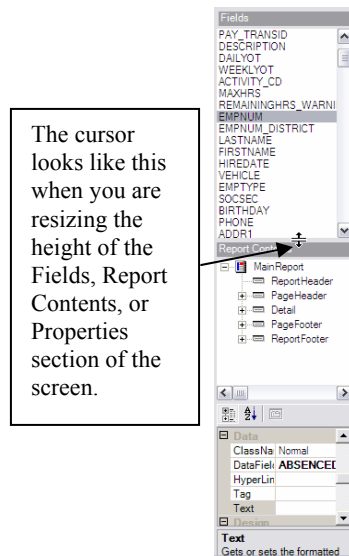 Fields
PAY_TRANSID
DESCRIPTION
DAILYOT
WEEKLYOT
ACTIVITY_CD
MAXHRS
REMAININGHRS_WARNI
EMPNUM
EMPNUM_DISTRICT
LASTNAME
FIRSTNAME
HIREDATE
VEHICLE
EMPTYPE
SOCSEC
BIRTHDAY
PHONE
ADDR1
The cursor
looks like this
when you are
resizing the
height of the
Fields, Report
Contents, or
Properties
section of the
screen.
Report Cont
MainReport
ReportHeader
PageHeader
Detail
PageFooter
ReportFooter
Data
ClassNa Normal
DataField ABSENCED
HyperLin
Tag
Text
Design
Text
Gets or sets the formatted